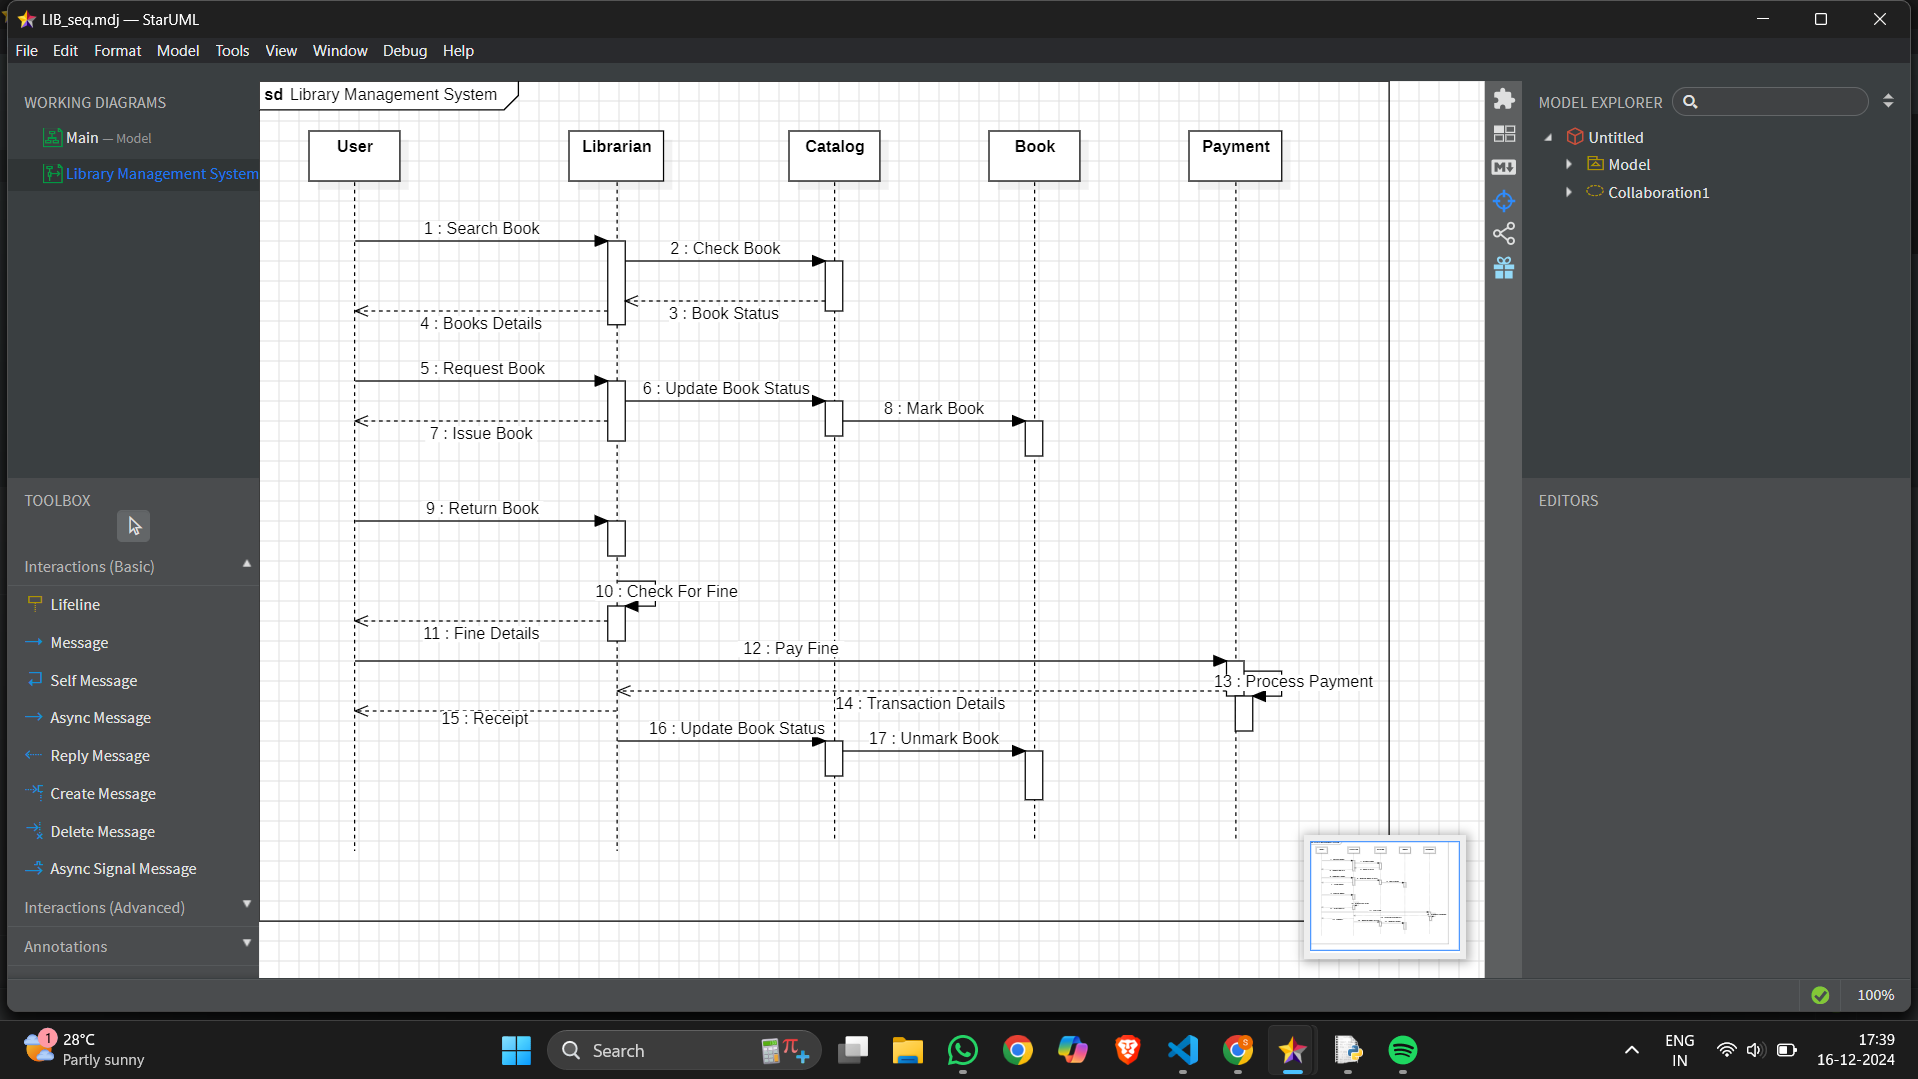 LIB_seq.mdj — StarUML
File Edit Format Model Tools View Window Debug Help
WORKING DIAGRAMS
Main — Model
Library Management System
TOOLBOX
Interactions (Basic)
Lifeline
Message
Self Message
Async Message
Reply Message
Create Message
Delete Message
Async Signal Message
Interactions (Advanced)
Annotations
sd Library Management System
User Librarian Catalog Book Payment
1 : Search Book
2 : Check Book
3 : Book Status
4 : Books Details
5 : Request Book
6 : Update Book Status
8 : Mark Book
7 : Issue Book
9 : Return Book
10 : Check For Fine
11 : Fine Details
12 : Pay Fine
13 : Process Payment
14 : Transaction Details
15 : Receipt
16 : Update Book Status
17 : Unmark Book
MODEL EXPLORER
Untitled
Model
Collaboration1
EDITORS
100%
1
28°C
Partly sunny
Search
ENG
IN
17:39
16-12-2024